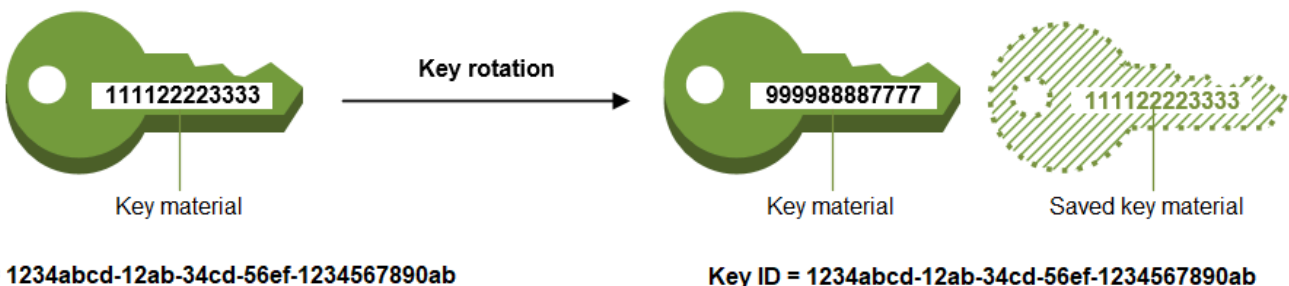 Key rotation
111122223333
999988887777
111122223333
Key material
Key material
Saved key material
1234abcd-12ab-34cd-56ef-1234567890ab
Key ID = 1234abcd-12ab-34cd-56ef-1234567890ab